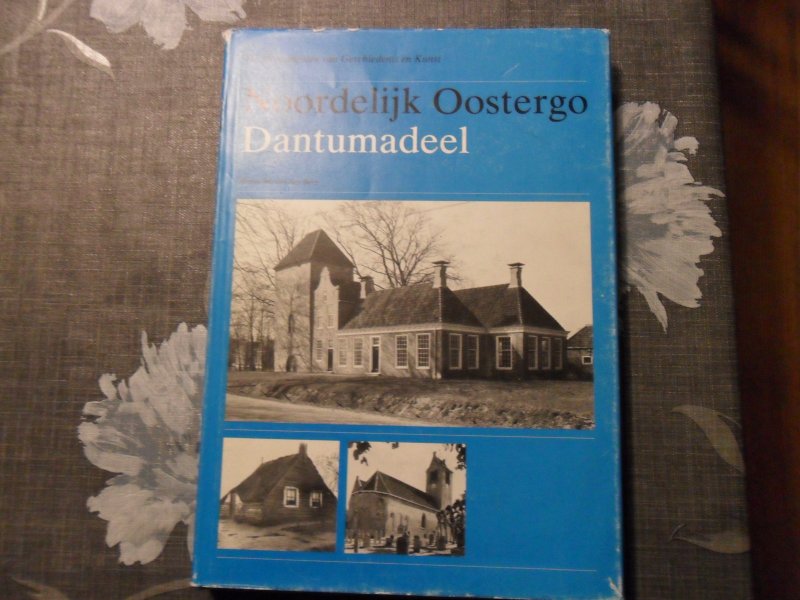 van Geschiedenis en Kunst
Noordelijk Oostergo
Dantumadeel